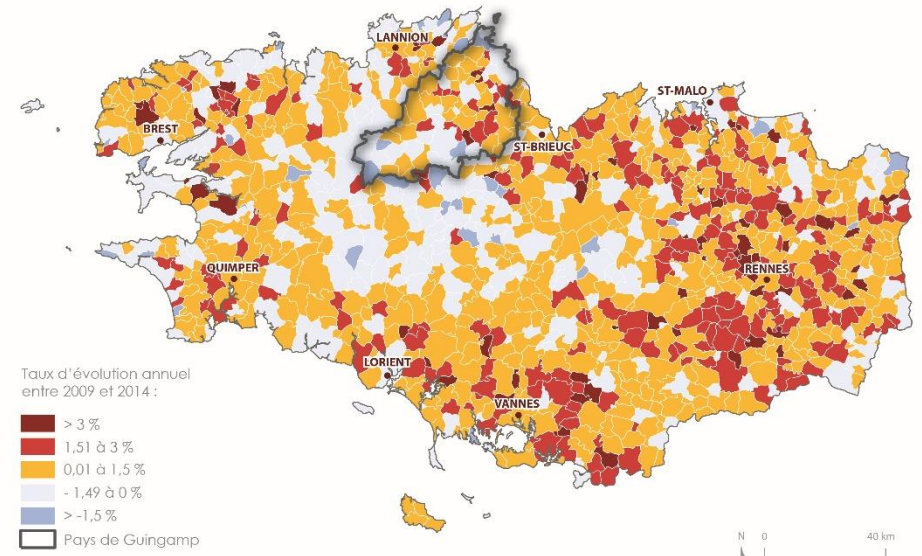 LANNION
ST-MALO
BREST
ST-BRIEUC
QUIMPER
RENNES
LORIENT
VANNES
Taux d'évolution annuel
entre 2009 et 2014 :
> 3 %
1,51 à 3 %
0,01 à 1,5 %
- 1,49 à 0 %
> -1,5 %
Pays de Guingamp
N 0 40 km